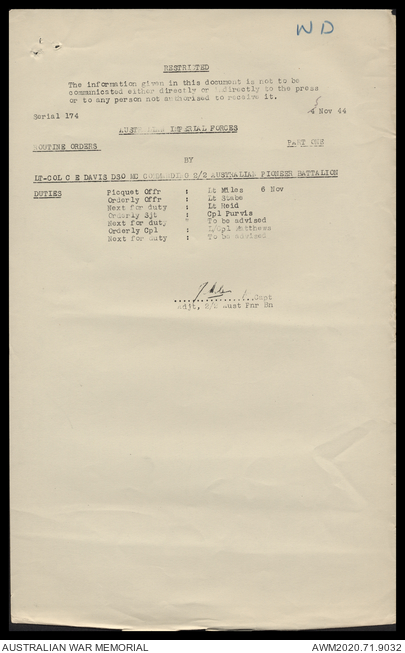 WD
RESTRICTED
The information given in this document is not to be
communicated either directly or indirectly to the press
or to any person not authorised to receive it.
Serial 174
5 Nov 44
AUSTRALIAN IMPERIAL FORCES
ROUTINE ORDERS PART ONE
BY
LT-COL C E DAVIS DSO MC COMMANDING 2/2 AUSTRALIAN PIONEER BATTALION
DUTIES Picquet Offr : Lt Miles 6 Nov
Orderly Offr : Lt Stabe
Next for duty : Lt Reid
Orderly Sjt : Cpl Purvis
Next for duty " To be advised
Orderly Cpl : L/Cpl Matthews
Next for duty : To be advised
Capt
Adjt, 2/2 Aust Pnr Bn
AUSTRALIAN WAR MEMORIAL AWM2020.71.9032